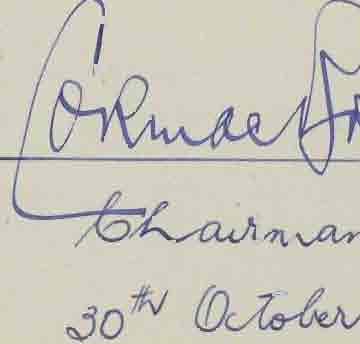 Cormac
Chairman
30th October